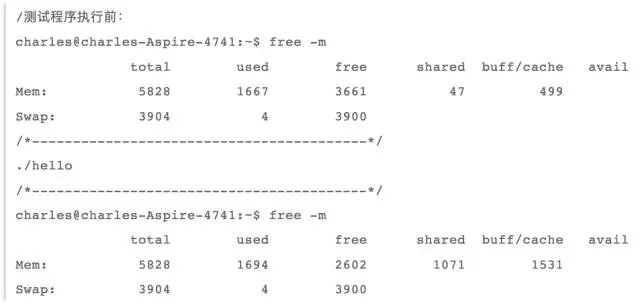 /测试程序执行前：
charles@charles-Aspire-4741:~$ free -m
total used free shared buff/cache avail
Mem: 5828 1667 3661 47 499
Swap: 3904 4 3900
/*-----------------------------------------*/
./hello
/*-----------------------------------------*/
charles@charles-Aspire-4741:~$ free -m
total used free shared buff/cache avail
Mem: 5828 1694 2602 1071 1531
Swap: 3904 4 3900